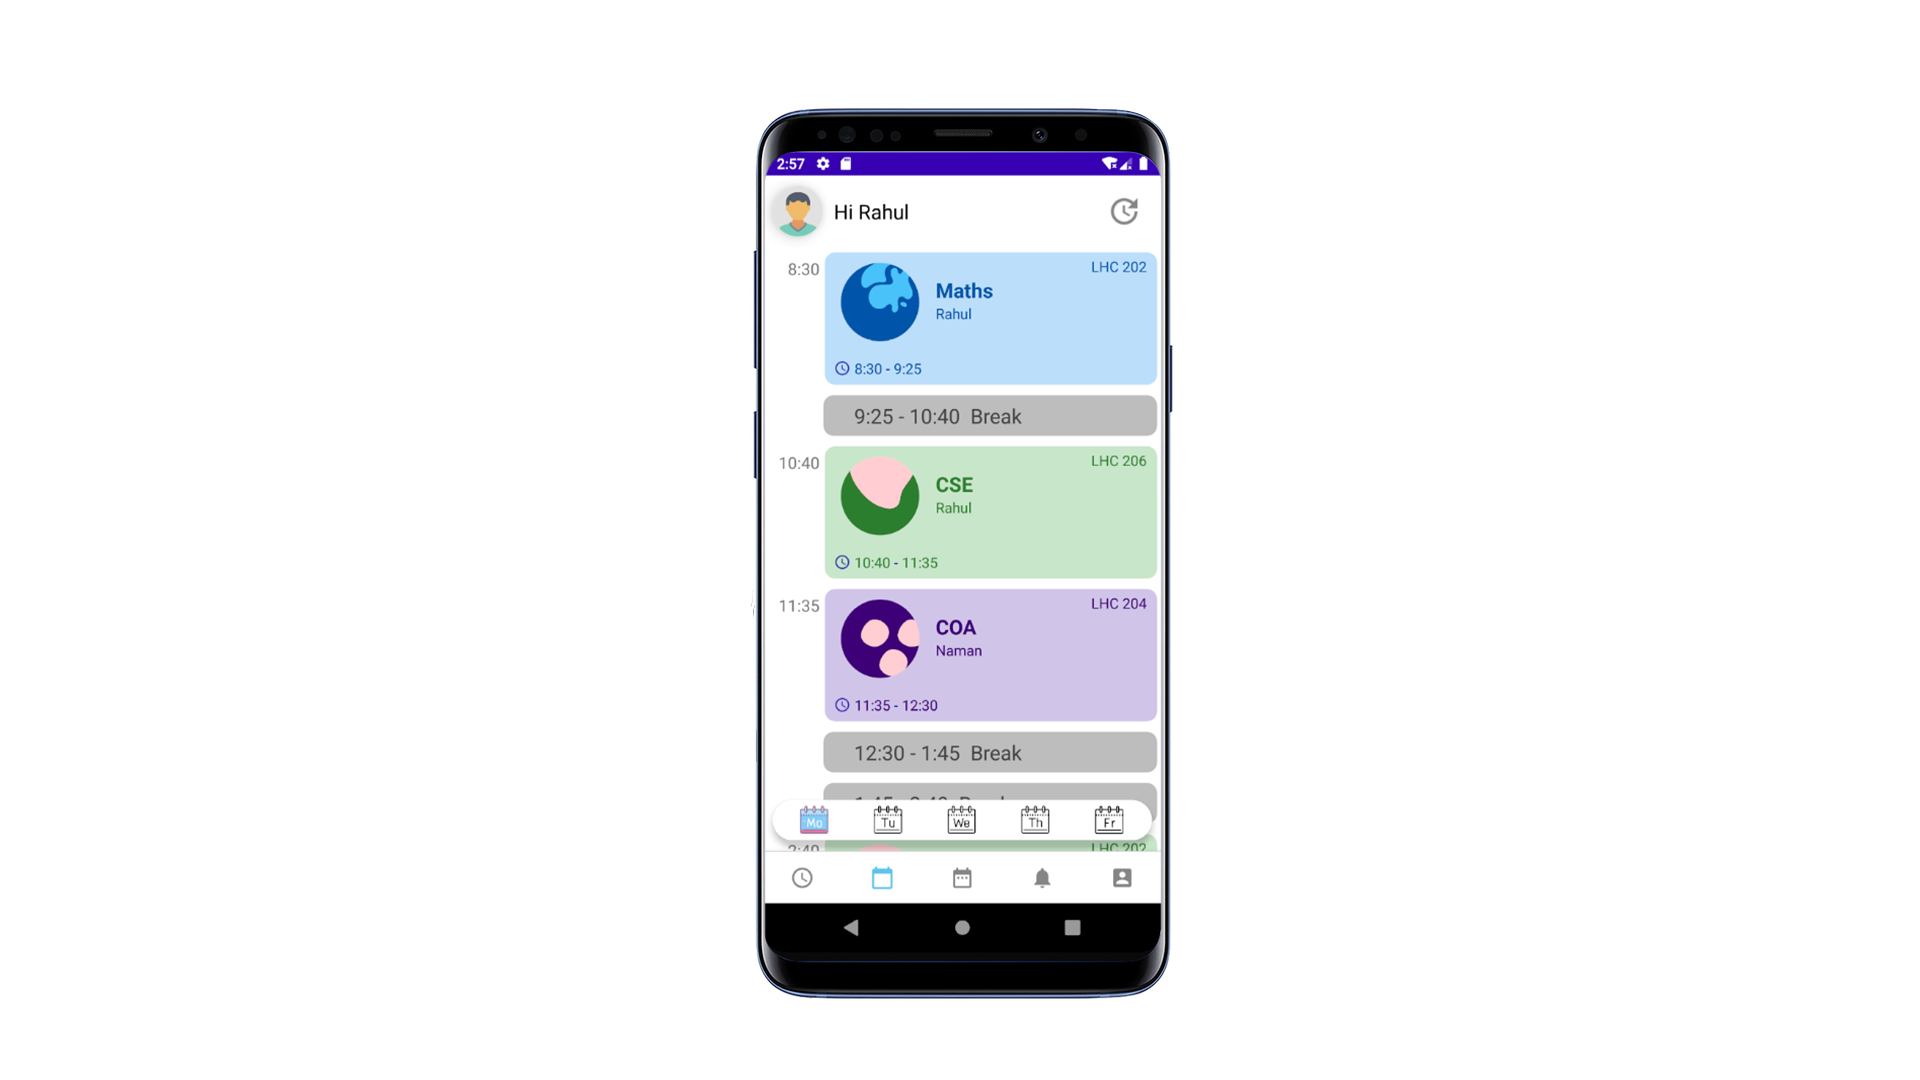 2:57
Hi Rahul
8:30
LHC 202
Maths
Rahul
8:30 - 9:25
9:25 - 10:40 Break
10:40
LHC 206
CSE
Rahul
10:40 - 11:35
11:35
LHC 204
COA
Naman
11:35 - 12:30
12:30 - 1:45 Break
Mo Tu We Th Fr
2:40
LHC 202